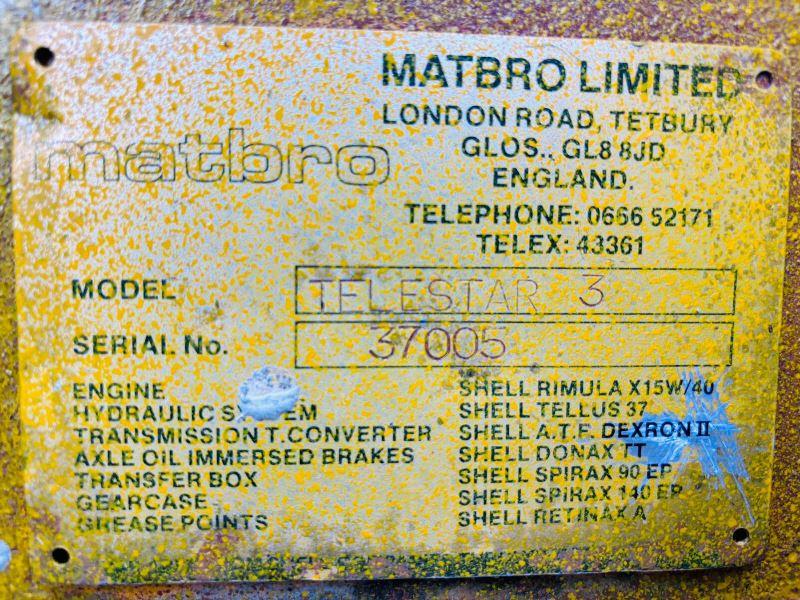 MATBRO LIMITED
LONDON ROAD, TETBURY,
GLOS., GL8 8JD
ENGLAND.
matbro
TELEPHONE: 0666 52171
TELEX: 43361
MODEL TELESTAR 3
SERIAL No. 37005
ENGINE SHELL RIMULA X15W/40
HYDRAULIC SYSTEM SHELL TELLUS 37
TRANSMISSION T.CONVERTER SHELL A.T.F. DEXRON II
AXLE OIL IMMERSED BRAKES SHELL DONAX TT
TRANSFER BOX SHELL SPIRAX 90 EP
GEARCASE SHELL SPIRAX 140 EP
GREASE POINTS SHELL RETINAX A